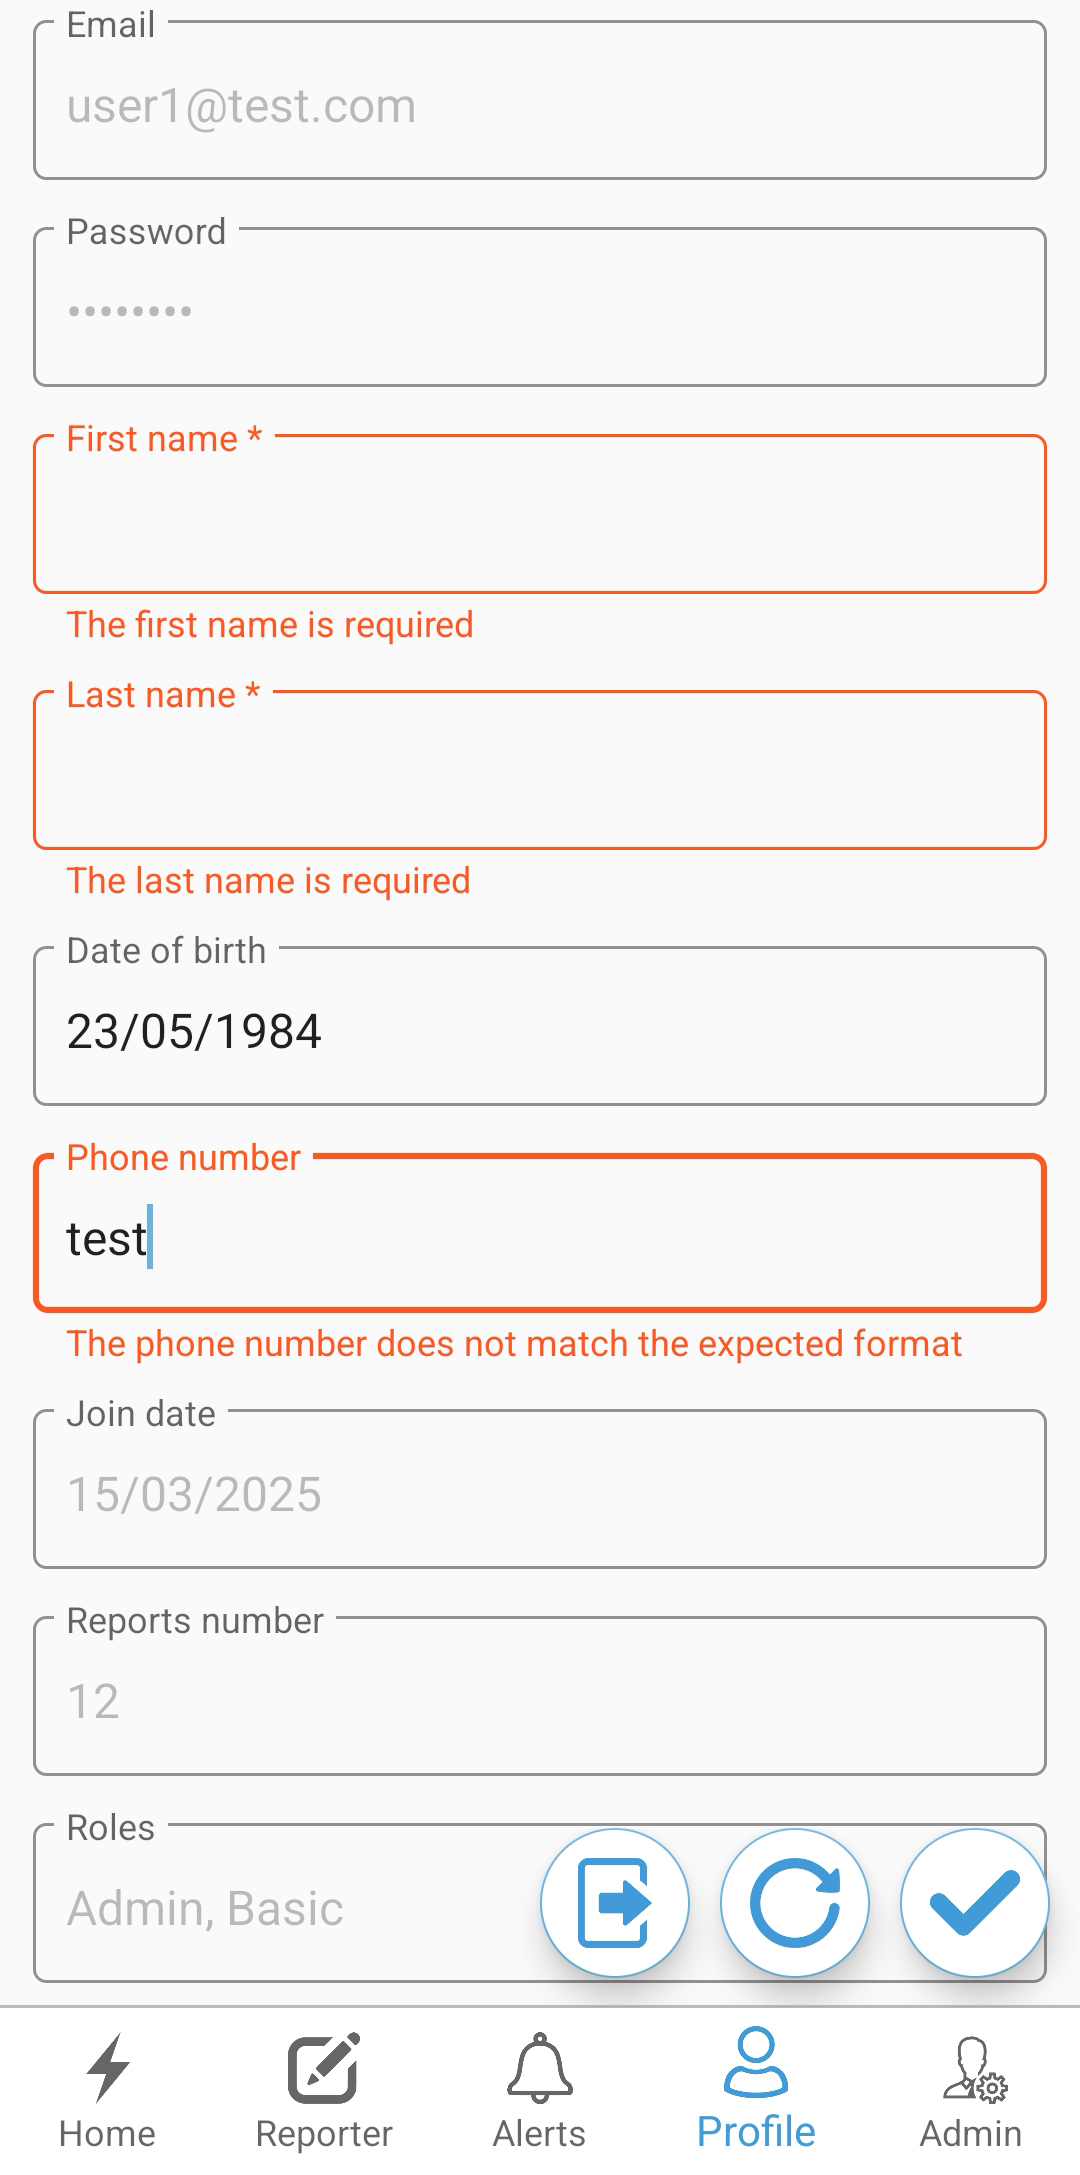 Email
user1@test.com
Password
••••••••
First name *
The first name is required
Last name *
The last name is required
Date of birth
23/05/1984
Phone number
test
The phone number does not match the expected format
Join date
15/03/2025
Reports number
12
Roles
Admin, Basic
Home
Reporter
Alerts
Profile
Admin